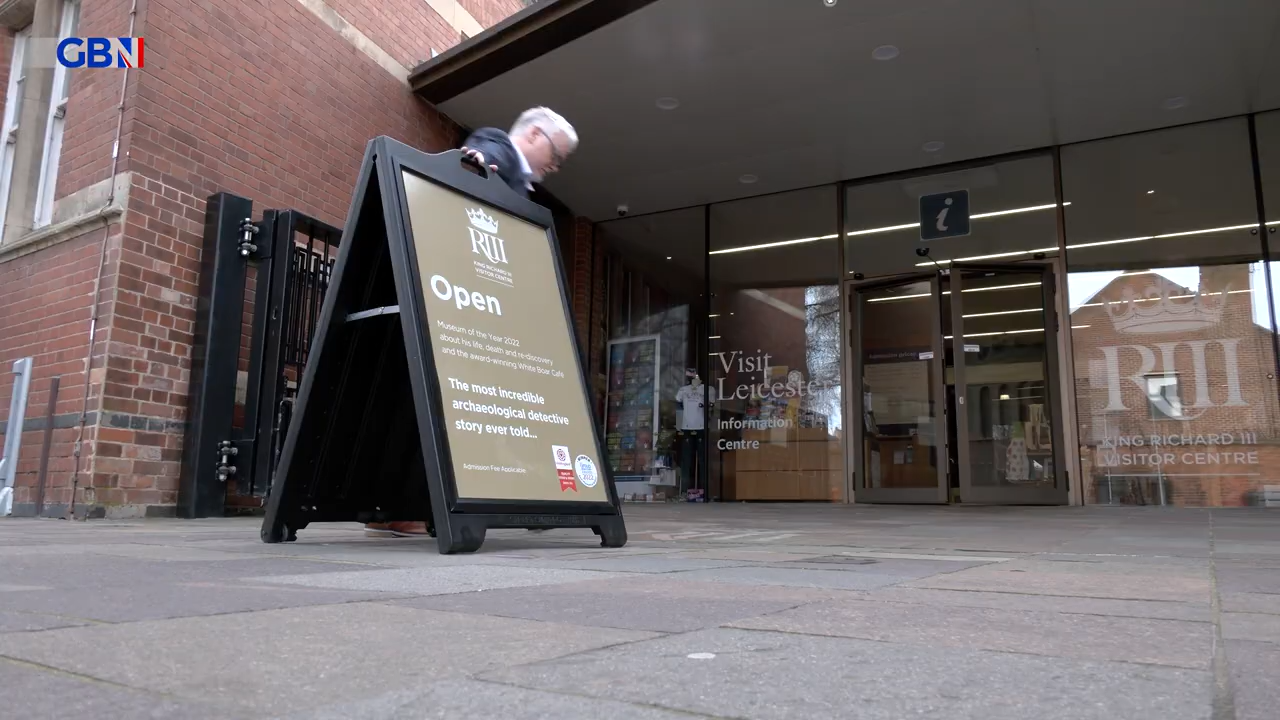 GBN
RIII
KING RICHARD III
VISITOR CENTRE
Open
Museum of the Year 2022
about his life, death and re-discovery
and the award-winning White Boar Café
The most incredible
archaeological detective
story ever told...
Admission Fee Applicable
i
Visit
Leicester
Information
Centre
RIII
KING RICHARD III
VISITOR CENTRE